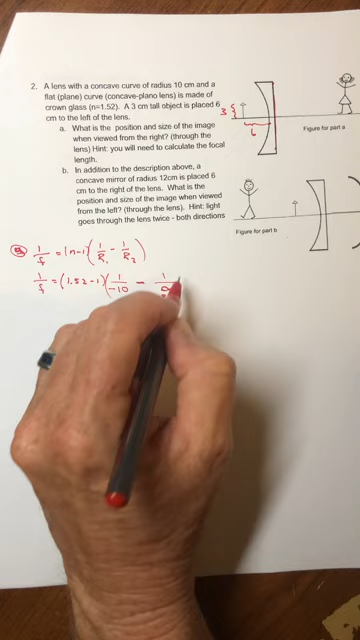 2. A lens with a concave curve of radius 10 cm and a
flat (plane) curve (concave-plano lens) is made of
crown glass (n=1.52). A 3 cm tall object is placed 6
cm to the left of the lens.
a. What is the position and size of the image
when viewed from the right? (through the
lens) Hint: you will need to calculate the focal
length.
b. In addition to the description above, a
concave mirror of radius 12cm is placed 6
cm to the right of the lens. What is the
position and size of the image when viewed
from the left? (through the lens). Hint: light
goes through the lens twice - both directions
3
6
Figure for part a
Figure for part b
a 1/f = (n-1)(1/R1 - 1/R2)
1/f = (1.52-1)(1/-10 - 1/∞